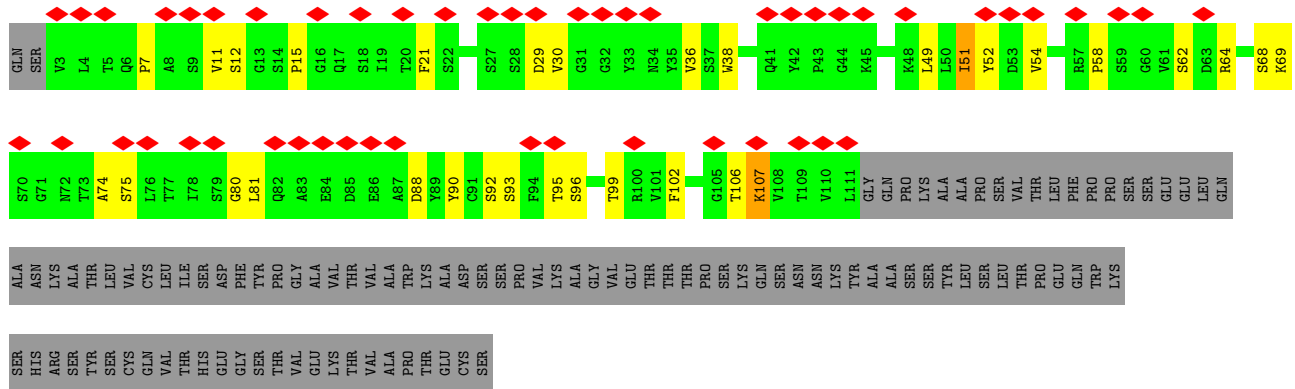 GLN SER V3 L4 T5 Q6 P7 A8 S9 V11 S12 G13 S14 P15 G16 Q17 S18 I19 T20 F21 S22 S27 S28 D29 V30 G31 G32 Y33 N34 Y35 V36 S37 W38 Q41 Y42 P43 G44 K45 K48 L49 L50 I51 Y52 D53 V54 R57 P58 S59 G60 V61 S62 D63 R64 S68 K69
S70 G71 N72 T73 A74 S75 L76 T77 I78 S79 G80 L81 Q82 A83 E84 D85 E86 A87 D88 Y89 Y90 C91 S92 S93 F94 T95 S96 T99 R100 V101 F102 G105 T106 K107 V108 T109 V110 L111 GLY GLN PRO LYS ALA ALA PRO SER VAL THR LEU PHE PRO PRO SER SER GLU GLU LEU GLN
ALA ASN LYS ALA THR LEU VAL CYS LEU ILE SER ASP PHE TYR PRO GLY ALA VAL THR VAL ALA TRP LYS ALA ASP SER SER PRO VAL LYS ALA GLY VAL GLU THR THR THR PRO SER LYS GLN SER ASN ASN LYS TYR ALA ALA SER SER TYR LEU SER LEU THR PRO GLU GLN TRP LYS
SER HIS ARG SER TYR SER CYS GLN VAL THR HIS GLU GLY SER THR VAL GLU LYS THR VAL ALA PRO THR GLU CYS SER